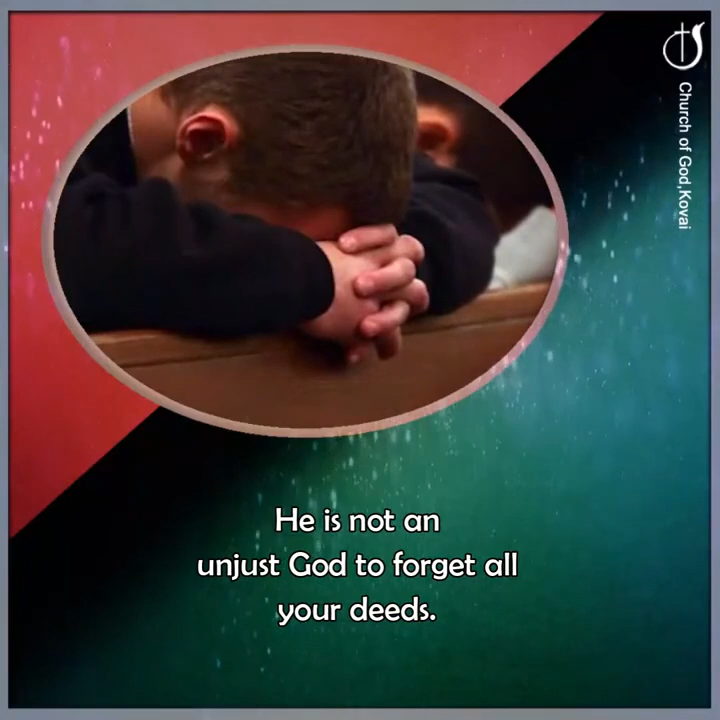 Church of God,Kovai
He is not an
unjust God to forget all
your deeds.